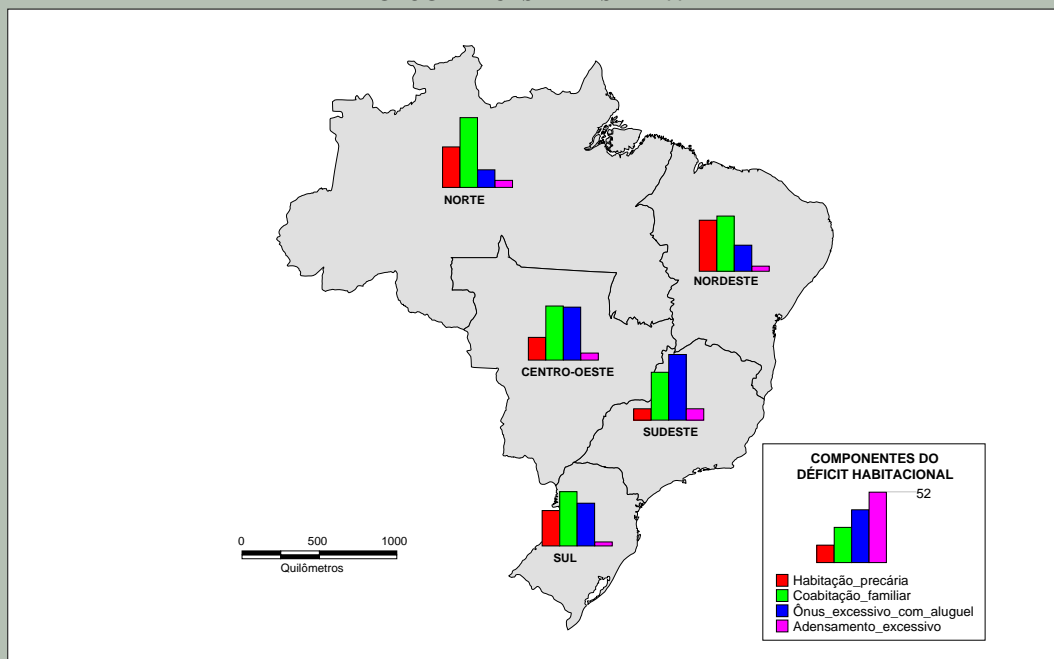 NORTE
NORDESTE
CENTRO-OESTE
SUDESTE
SUL
0 500 1000
Quilômetros
COMPONENTES DO
DÉFICIT HABITACIONAL
52
Habitação_precária
Coabitação_familiar
Ônus_excessivo_com_aluguel
Adensamento_excessivo